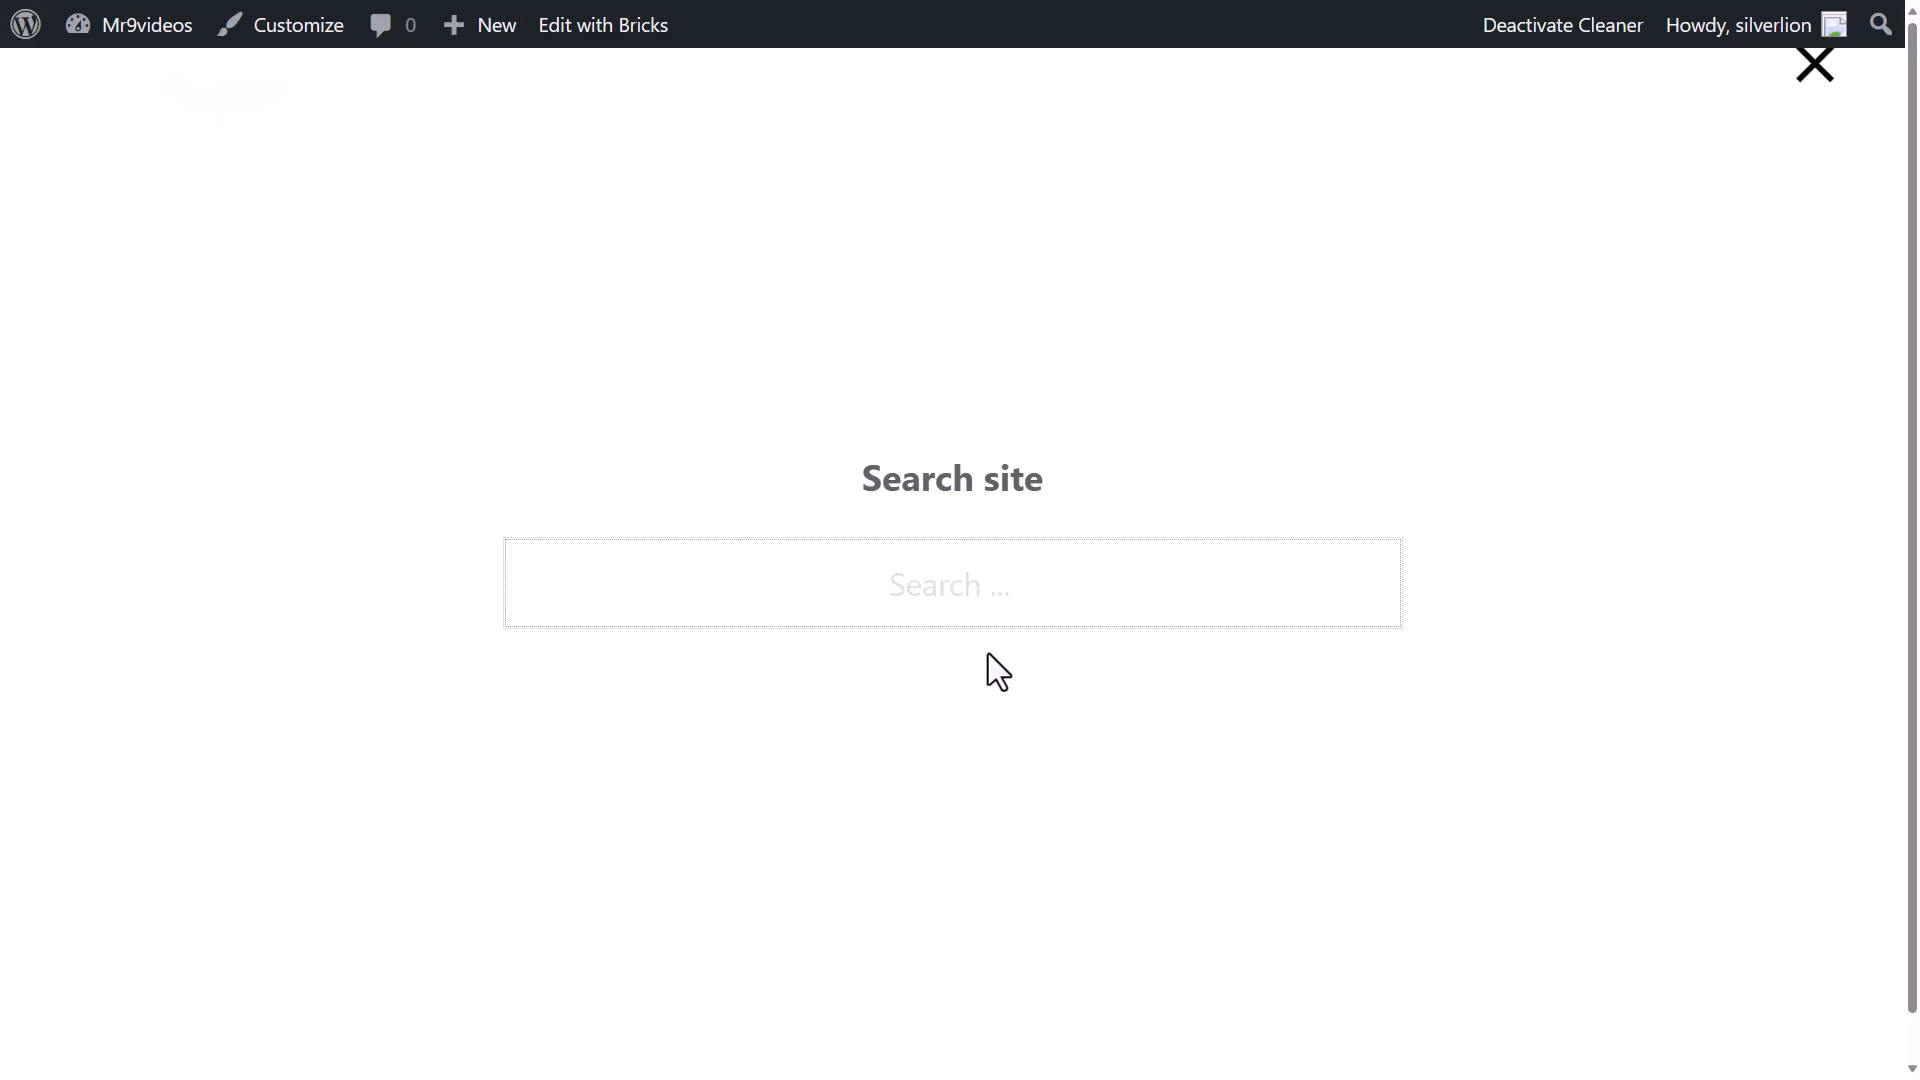 Mr9videos Customize 0 New Edit with Bricks Deactivate Cleaner Howdy, silverlion
Search site
Search ...